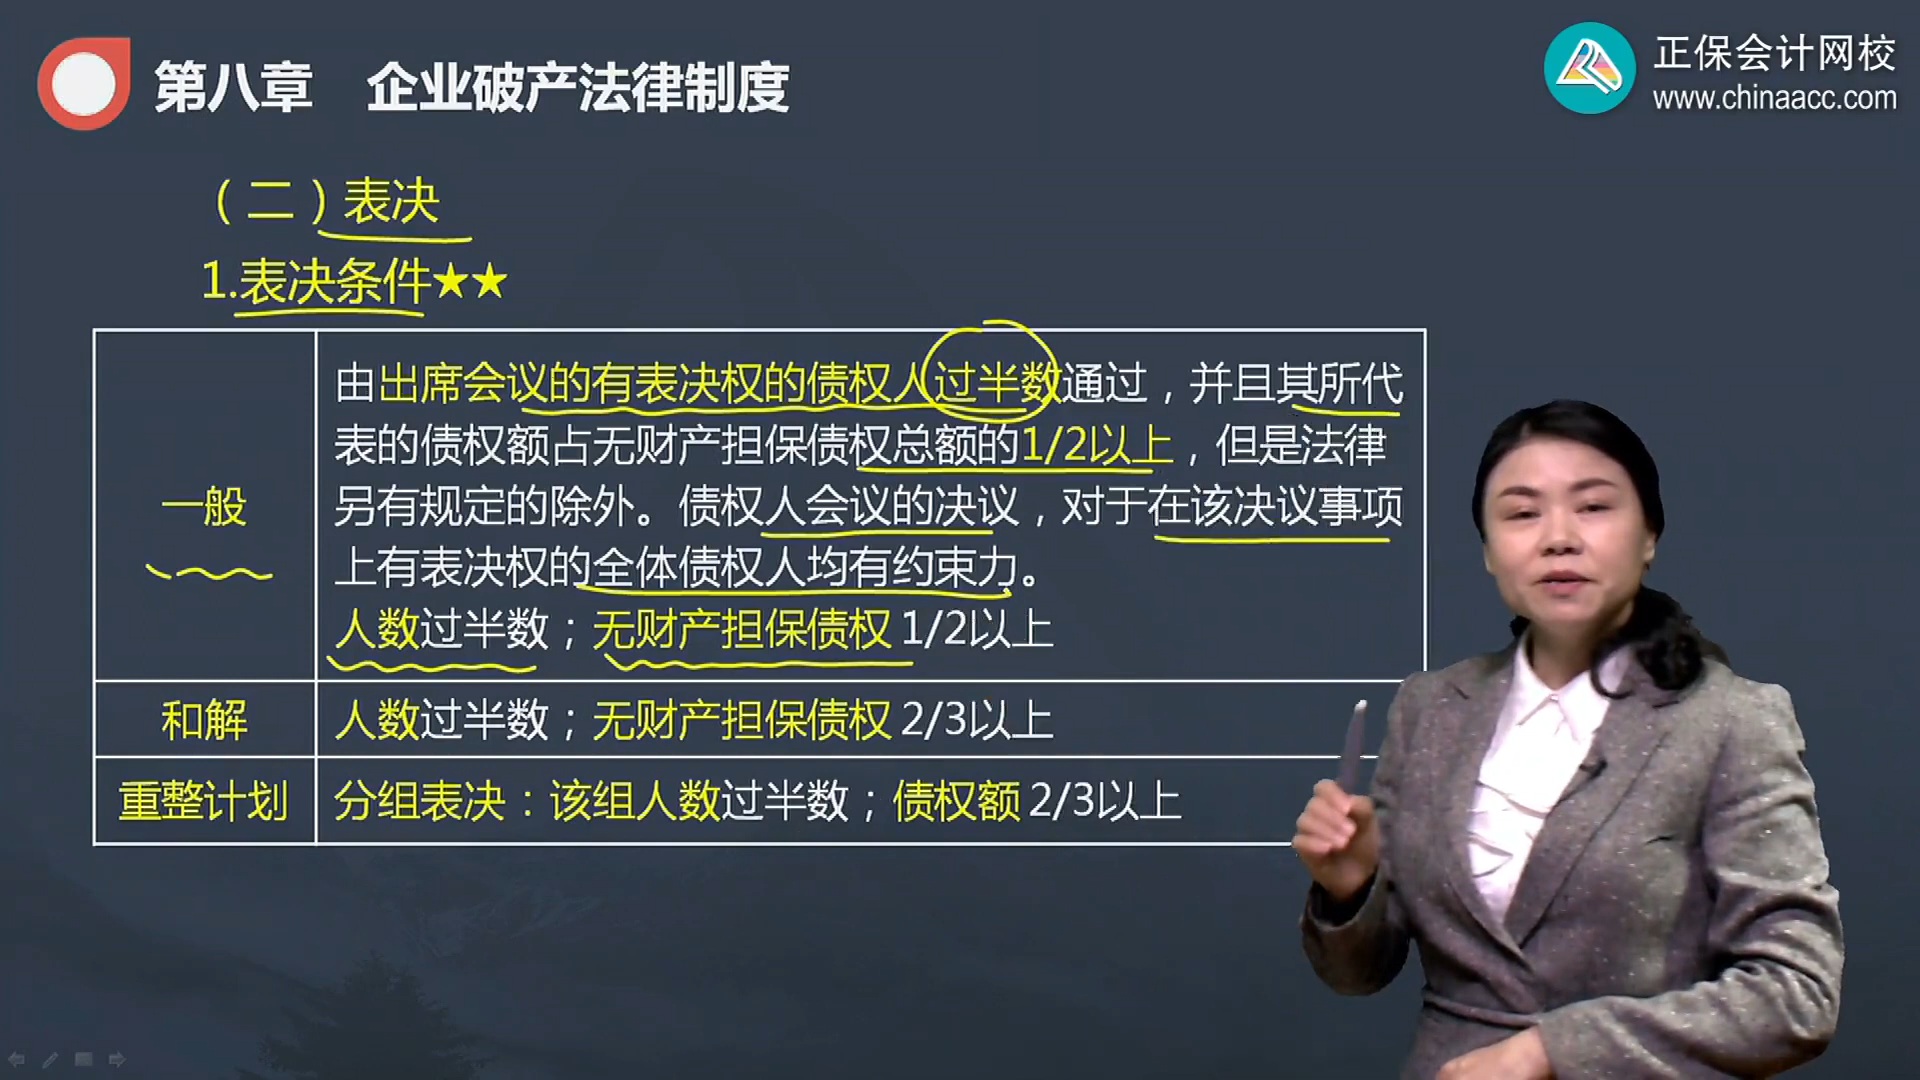 第八章 企业破产法律制度
正保会计网校
www.chinaacc.com
（二）表决
1.表决条件★★
一般
由出席会议的有表决权的债权人过半数通过，并且其所代
表的债权额占无财产担保债权总额的1/2以上，但是法律
另有规定的除外。债权人会议的决议，对于在该决议事项
上有表决权的全体债权人均有约束力。
人数过半数；无财产担保债权 1/2以上
和解
人数过半数；无财产担保债权 2/3以上
重整计划
分组表决：该组人数过半数；债权额 2/3以上